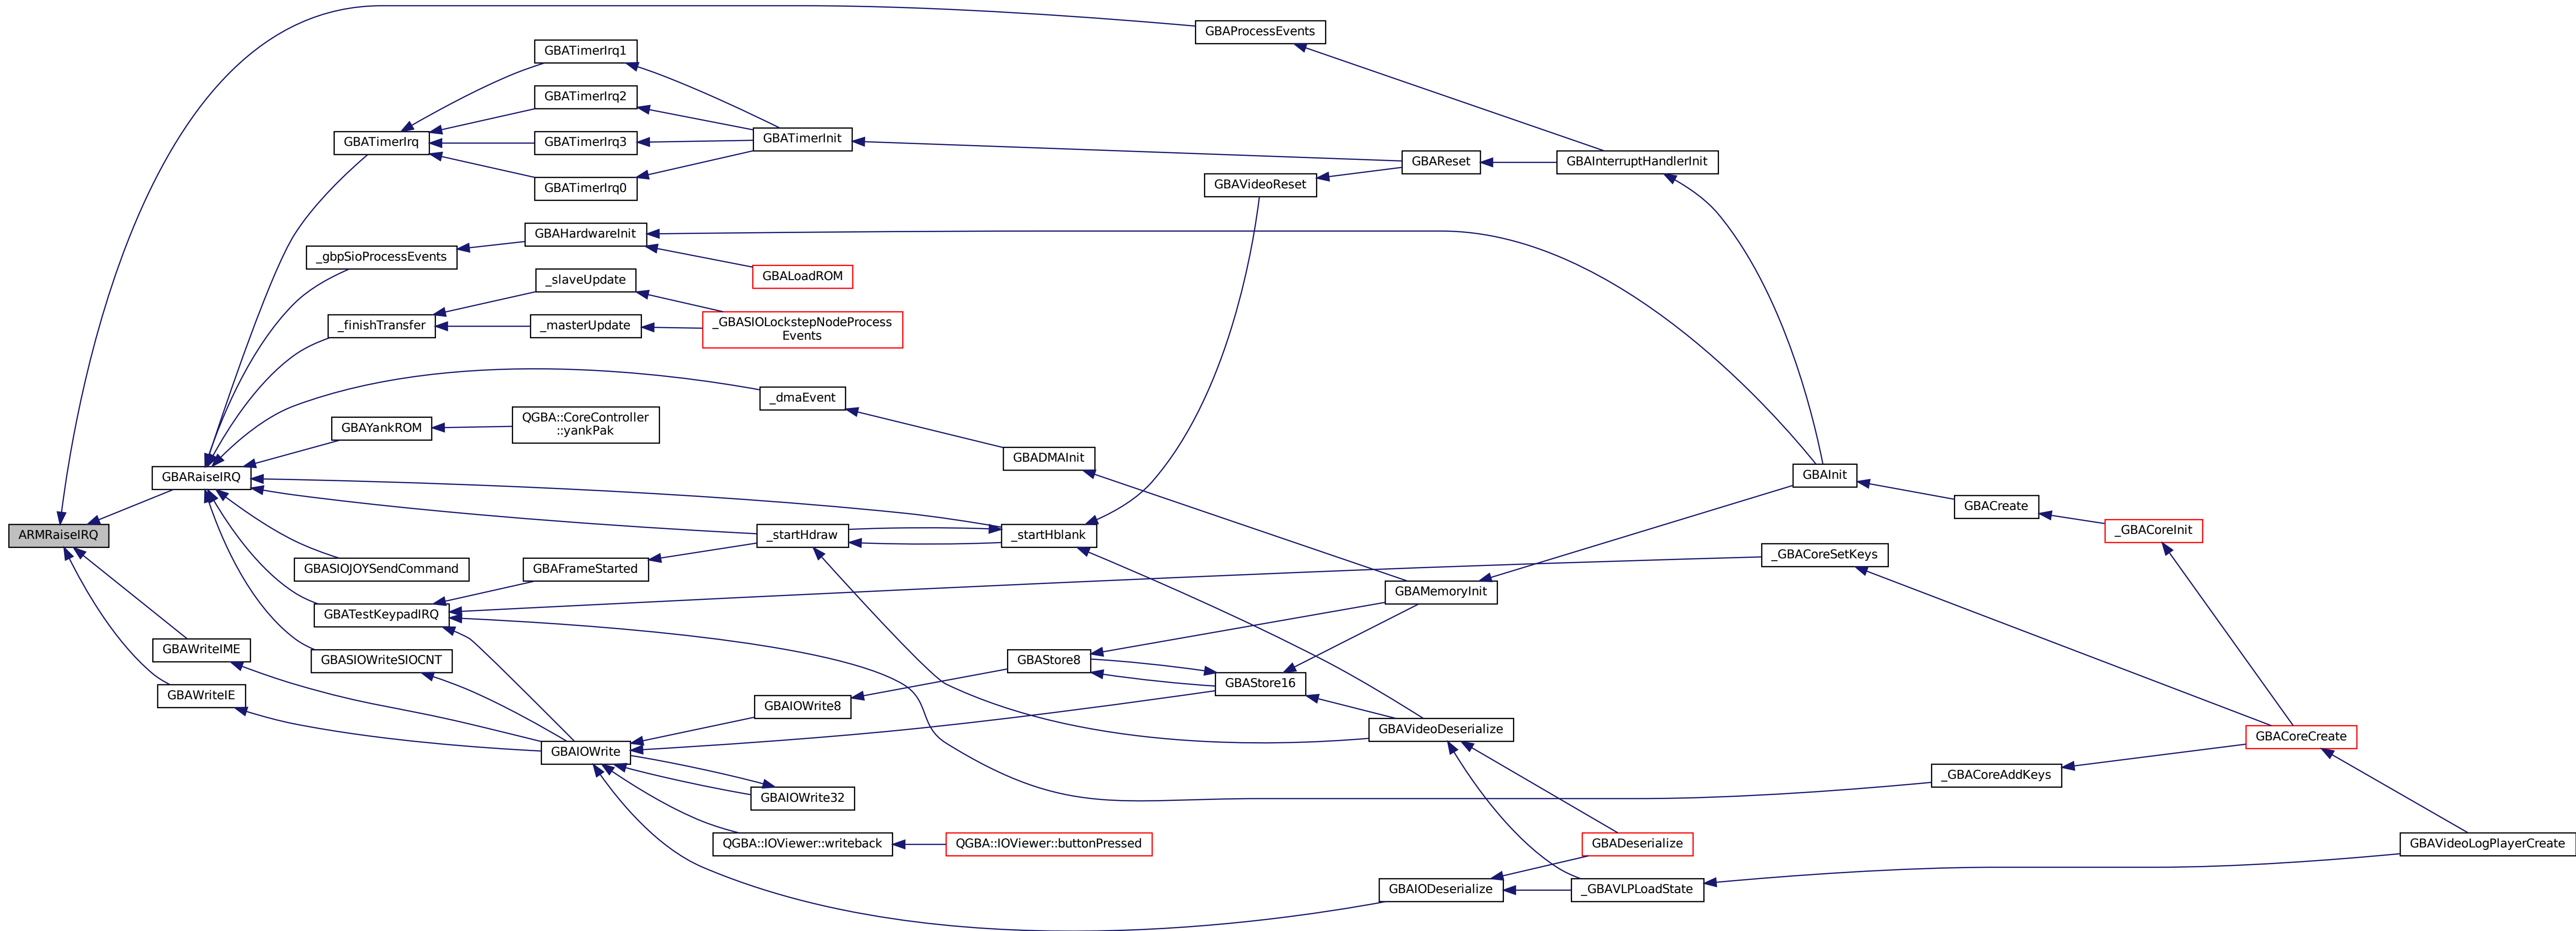 GBAProcessEvents
GBATimerIrq1
GBATimerIrq2
GBATimerIrq
GBATimerIrq3
GBATimerInit
GBATimerIrq0
GBAReset
GBAInterruptHandlerInit
GBAVideoReset
GBAHardwareInit
_gbpSioProcessEvents
GBALoadROM
_slaveUpdate
_finishTransfer
_masterUpdate
_GBASIOLockstepNodeProcess
Events
_dmaEvent
GBAYankROM
QGBA::CoreController
::yankPak
GBADMAInit
GBARaiseIRQ
GBAInit
GBACreate
ARMRaiseIRQ
_startHdraw
_startHblank
_GBACoreInit
_GBACoreSetKeys
GBASIOJOYSendCommand
GBAFrameStarted
GBAMemoryInit
GBATestKeypadIRQ
GBAWriteIME
GBASIOWriteSIOCNT
GBAStore8
GBAStore16
GBAWriteIE
GBAIOWrite8
GBAVideoDeserialize
GBACoreCreate
GBAIOWrite
_GBACoreAddKeys
GBAIOWrite32
QGBA::IOViewer::writeback
QGBA::IOViewer::buttonPressed
GBADeserialize
GBAVideoLogPlayerCreate
GBAIODeserialize
_GBAVLPLoadState